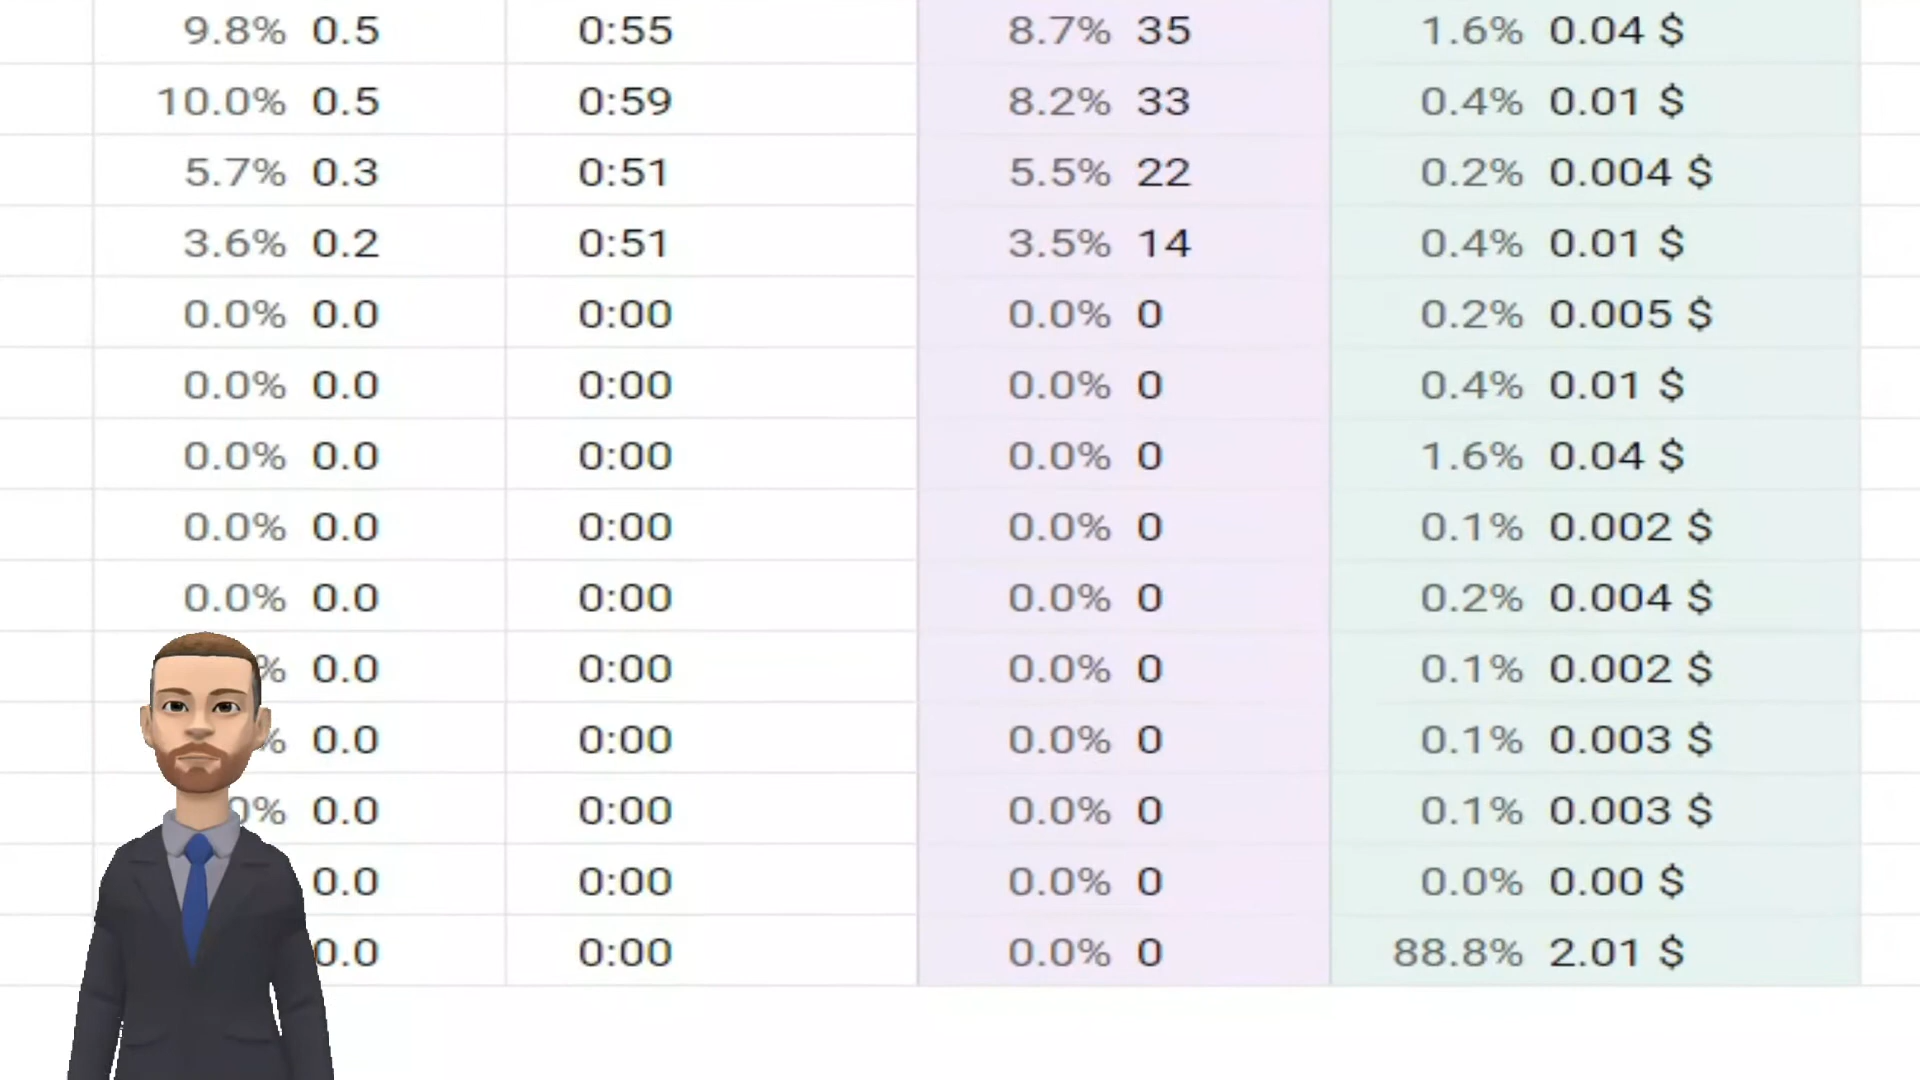 9.8% 0.5 0:55 8.7% 35 1.6% 0.04 $
10.0% 0.5 0:59 8.2% 33 0.4% 0.01 $
5.7% 0.3 0:51 5.5% 22 0.2% 0.004 $
3.6% 0.2 0:51 3.5% 14 0.4% 0.01 $
0.0% 0.0 0:00 0.0% 0 0.2% 0.005 $
0.0% 0.0 0:00 0.0% 0 0.4% 0.01 $
0.0% 0.0 0:00 0.0% 0 1.6% 0.04 $
0.0% 0.0 0:00 0.0% 0 0.1% 0.002 $
0.0% 0.0 0:00 0.0% 0 0.2% 0.004 $
% 0.0 0:00 0.0% 0 0.1% 0.002 $
% 0.0 0:00 0.0% 0 0.1% 0.003 $
0% 0.0 0:00 0.0% 0 0.1% 0.003 $
0.0 0:00 0.0% 0 0.0% 0.00 $
0.0 0:00 0.0% 0 88.8% 2.01 $